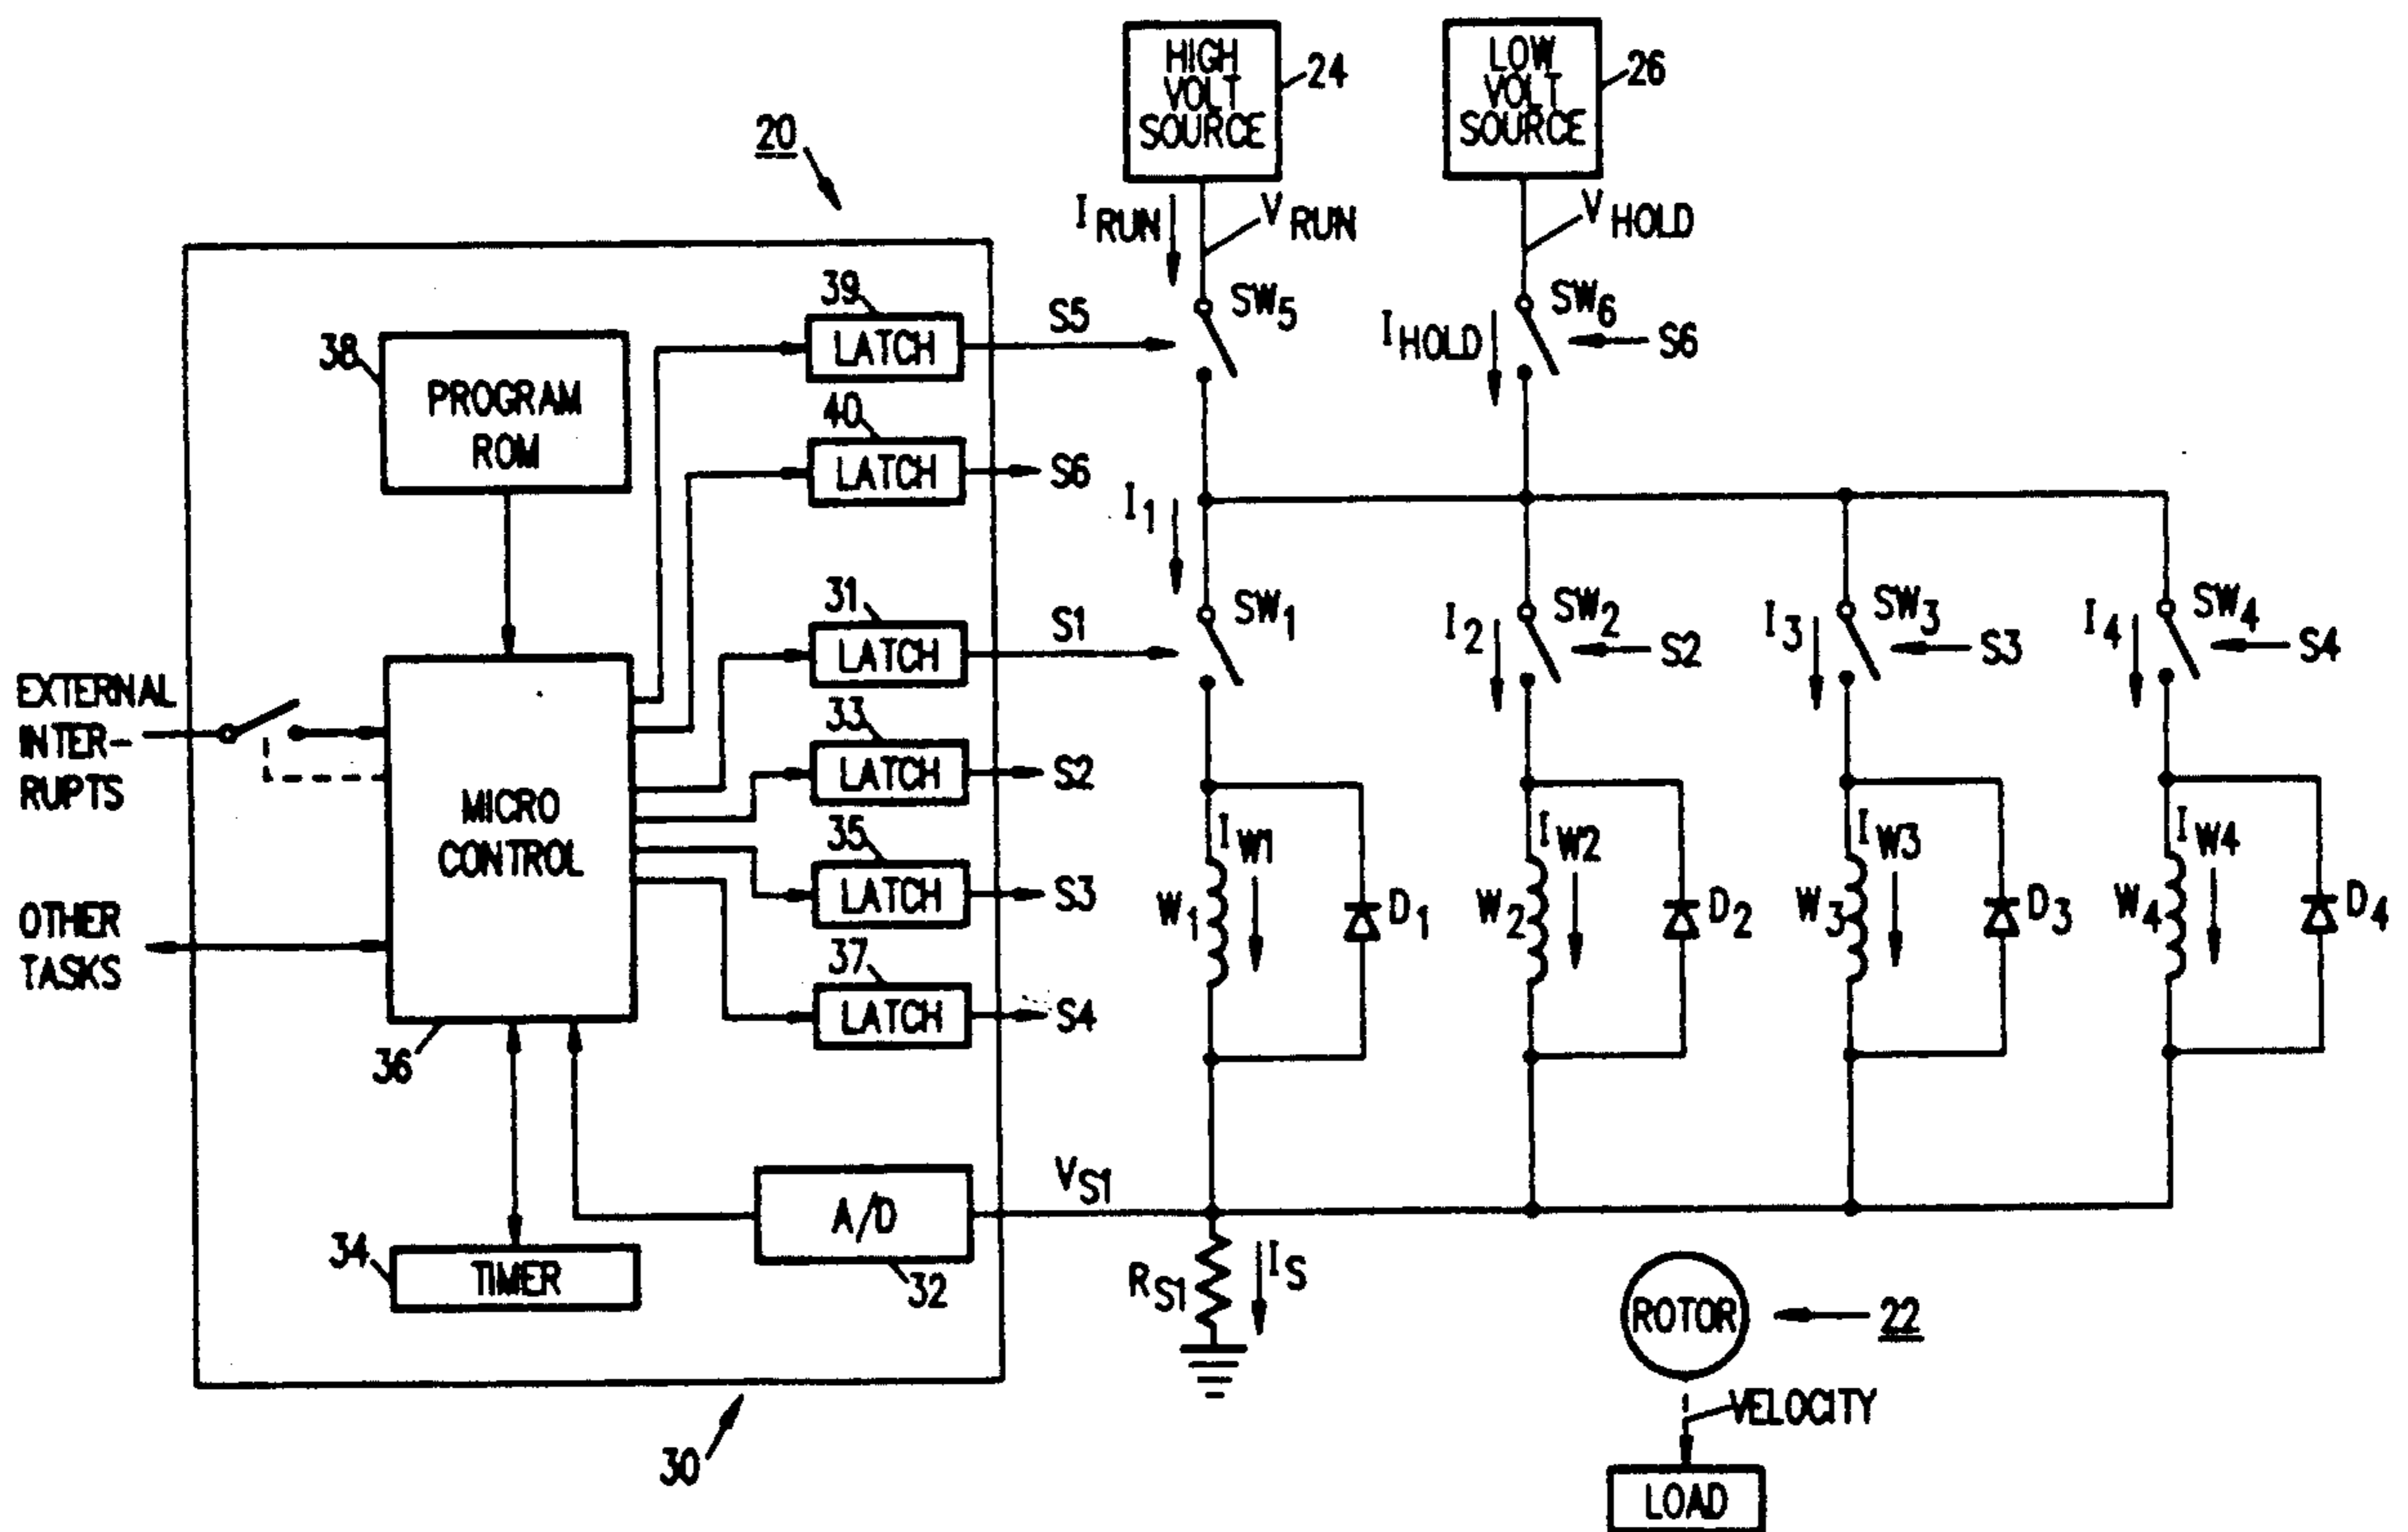 HIGH
VOLT
SOURCE
24
LOW
VOLT
SOURCE
26
20
I RUN
V RUN
V HOLD
38
PROGRAM
ROM
39
LATCH
S5
SW5
I HOLD
SW6
S6
40
LATCH
S6
I1
31
LATCH
S1
SW1
I2
SW2
S2
I3
SW3
S3
I4
SW4
S4
EXTERNAL
INTER-
RUPTS
MICRO
CONTROL
36
33
LATCH
S2
35
LATCH
S3
37
LATCH
S4
OTHER
TASKS
IW1
W1
D1
IW2
W2
D2
IW3
W3
D3
IW4
W4
D4
34
TIMER
A/D
32
VS1
RS1
IS
ROTOR
22
VELOCITY
LOAD
30